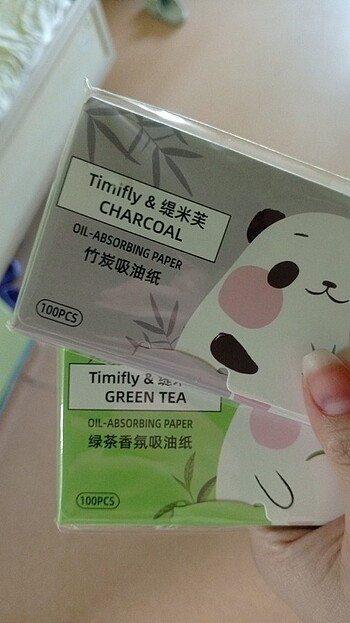 Timifly & 缇米芙
CHARCOAL
OIL-ABSORBING PAPER
竹炭吸油纸
100PCS
Timifly & 缇
GREEN TEA
OIL-ABSORBING PAPER
绿茶香氛吸油纸
100PCS